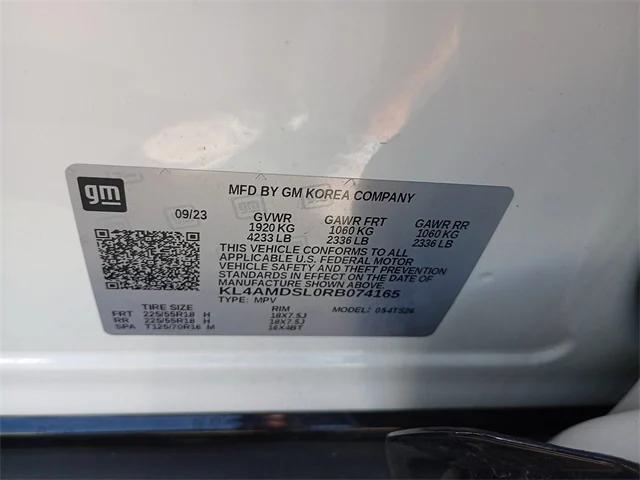 gm
MFD BY GM KOREA COMPANY
09/23 GVWR GAWR FRT GAWR RR
1920 KG 1060 KG 1060 KG
4233 LB 2336 LB 2336 LB
THIS VEHICLE CONFORMS TO ALL
APPLICABLE U.S. FEDERAL MOTOR
VEHICLE SAFETY AND THEFT PREVENTION
STANDARDS IN EFFECT ON THE DATE OF
MANUFACTURE SHOWN ABOVE.
KL4AMDSL0RB074165
TYPE: MPV
TIRE SIZE RIM MODEL:
FRT 225/55R18 H 18X7.5J
RR 225/55R18 H 18X7.5J
SPA T125/70R16 M 16X4BT